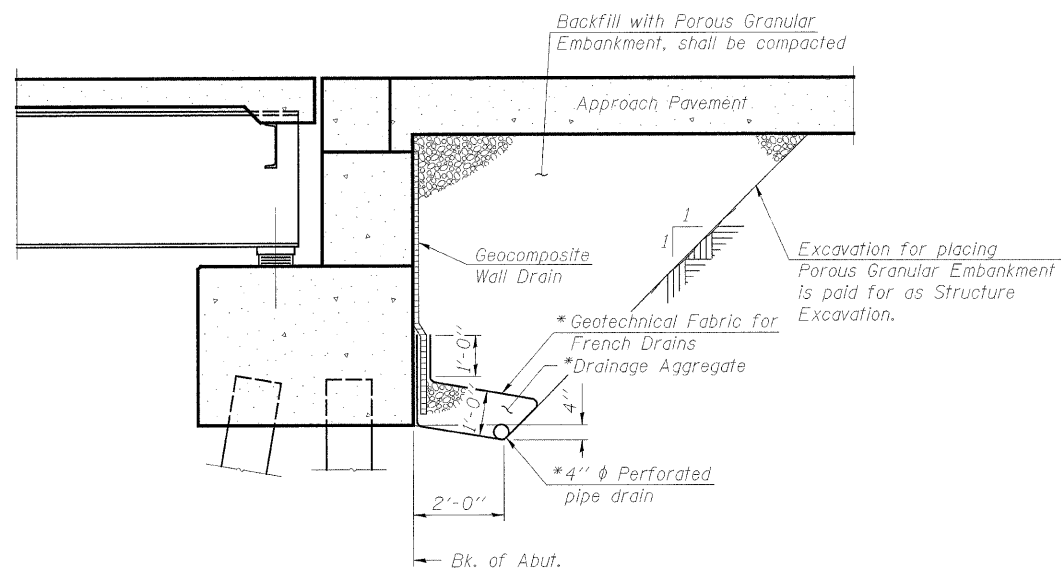 Backfill with Porous Granular
Embankment, shall be compacted
Approach Pavement
1
1
Geocomposite
Wall Drain
Excavation for placing
Porous Granular Embankment
is paid for as Structure
Excavation.
*Geotechnical Fabric for
French Drains
*Drainage Aggregate
1'-0"
1'-0"
4"
*4" ϕ Perforated
pipe drain
2'-0"
Bk. of Abut.